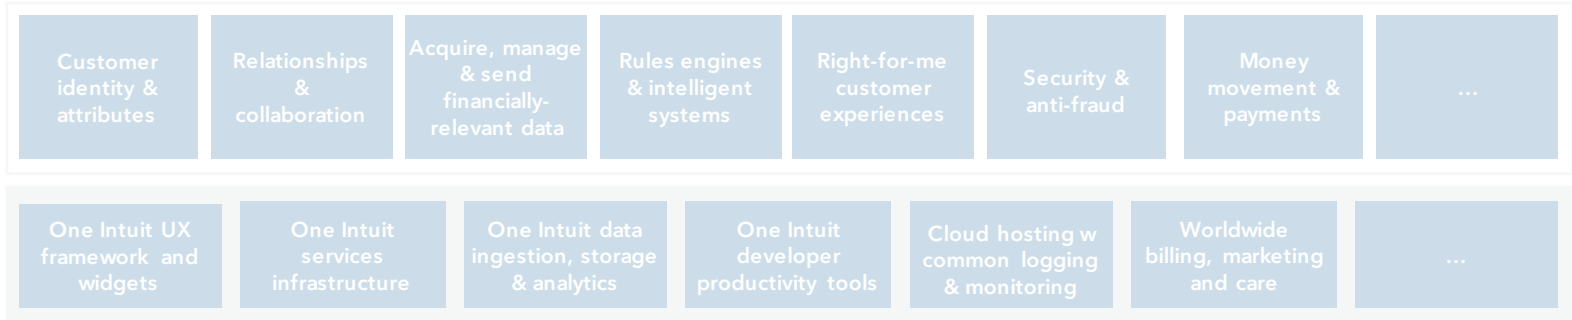 Customer
identity &
attributes
Relationships
&
collaboration
Acquire, manage
& send
financially-
relevant data
Rules engines
& intelligent
systems
Right-for-me
customer
experiences
Security &
anti-fraud
Money
movement &
payments
...
One Intuit UX
framework and
widgets
One Intuit
services
infrastructure
One Intuit data
ingestion, storage
& analytics
One Intuit
developer
productivity tools
Cloud hosting w
common logging
& monitoring
Worldwide
billing, marketing
and care
...